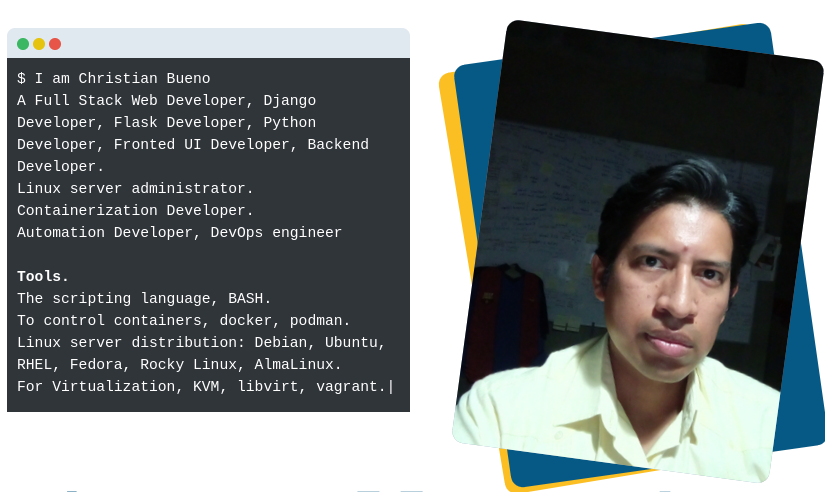 $ I am Christian Bueno
A Full Stack Web Developer, Django
Developer, Flask Developer, Python
Developer, Fronted UI Developer, Backend
Developer.
Linux server administrator.
Containerization Developer.
Automation Developer, DevOps engineer
Tools.
The scripting language, BASH.
To control containers, docker, podman.
Linux server distribution: Debian, Ubuntu,
RHEL, Fedora, Rocky Linux, AlmaLinux.
For Virtualization, KVM, libvirt, vagrant.|